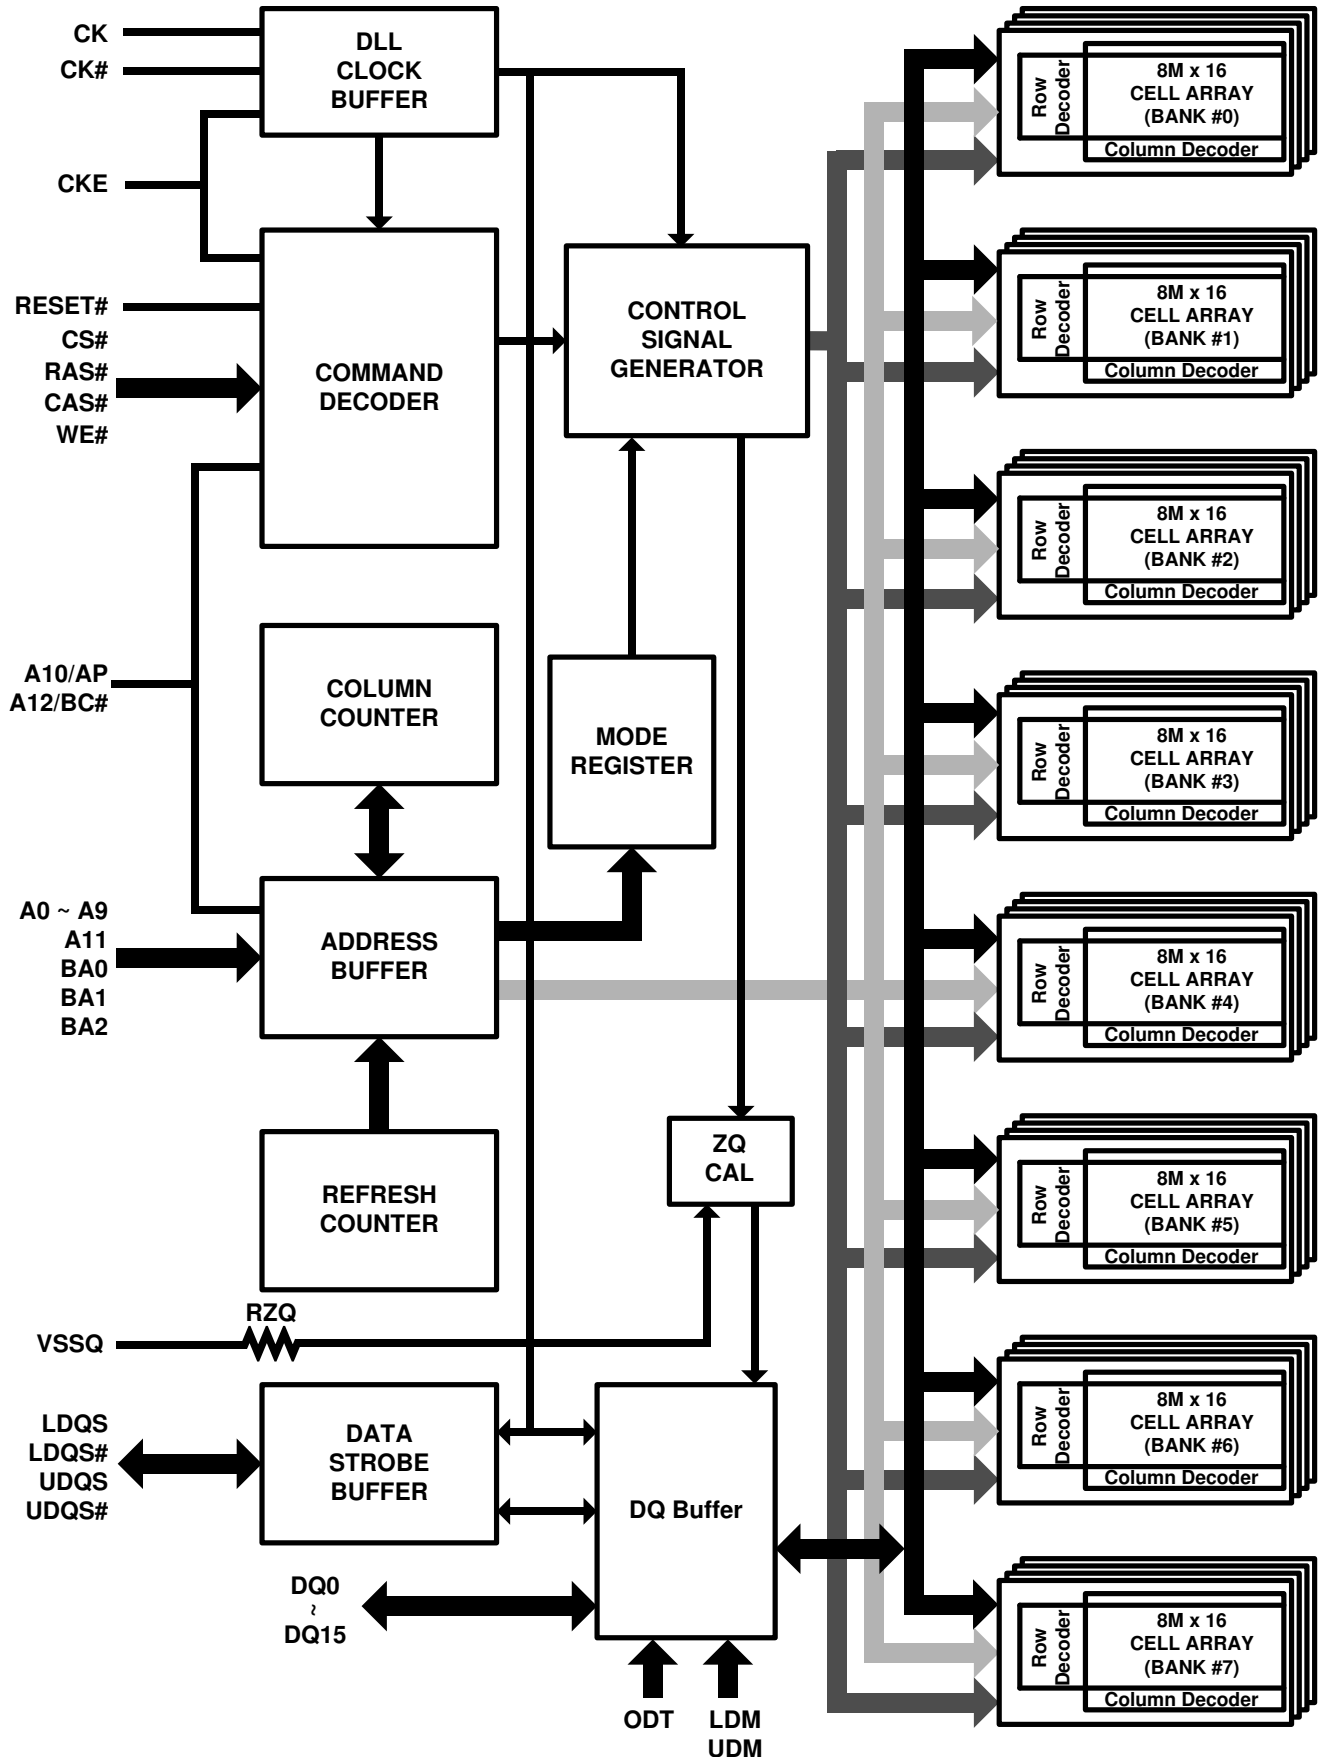 CK
CK#
CKE
RESET#
CS#
RAS#
CAS#
WE#
A10/AP
A12/BC#
A0 ~ A9
A11
BA0
BA1
BA2
VSSQ
RZQ
LDQS
LDQS#
UDQS
UDQS#
DQ0
~
DQ15
DLL
CLOCK
BUFFER
COMMAND
DECODER
COLUMN
COUNTER
ADDRESS
BUFFER
REFRESH
COUNTER
DATA
STROBE
BUFFER
CONTROL
SIGNAL
GENERATOR
MODE
REGISTER
ZQ
CAL
DQ Buffer
ODT
LDM
UDM
Row
Decoder
8M x 16
CELL ARRAY
(BANK #0)
Column Decoder
Row
Decoder
8M x 16
CELL ARRAY
(BANK #1)
Column Decoder
Row
Decoder
8M x 16
CELL ARRAY
(BANK #2)
Column Decoder
Row
Decoder
8M x 16
CELL ARRAY
(BANK #3)
Column Decoder
Row
Decoder
8M x 16
CELL ARRAY
(BANK #4)
Column Decoder
Row
Decoder
8M x 16
CELL ARRAY
(BANK #5)
Column Decoder
Row
Decoder
8M x 16
CELL ARRAY
(BANK #6)
Column Decoder
Row
Decoder
8M x 16
CELL ARRAY
(BANK #7)
Column Decoder